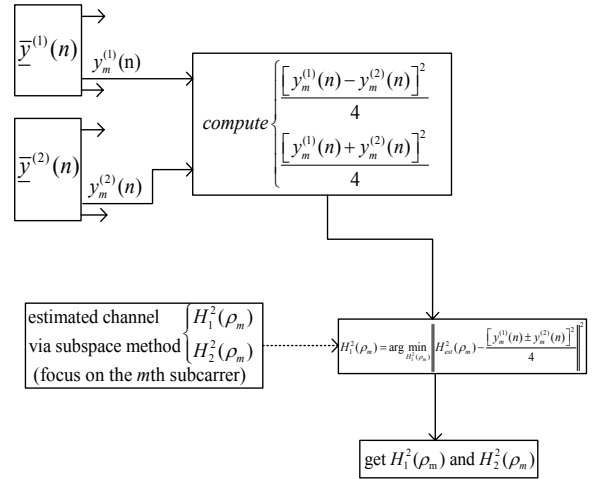 y̲̅^{(1)}(n)
y_m^{(1)}(n)
y̲̅^{(2)}(n)
y_m^{(2)}(n)
compute { [y_m^{(1)}(n) − y_m^{(2)}(n)]^2 / 4
[y_m^{(1)}(n) + y_m^{(2)}(n)]^2 / 4
estimated channel { H_1^2(ρ_m)
via subspace method { H_2^2(ρ_m)
(focus on the mth subcarrer)
H_1^2(ρ_m) = arg min_{H_1^2(ρ_m)} ‖ H_{est}^2(ρ_m) − [y_m^{(1)}(n) ± y_m^{(2)}(n)]^2 / 4 ‖^2
get H_1^2(ρ_m) and H_2^2(ρ_m)